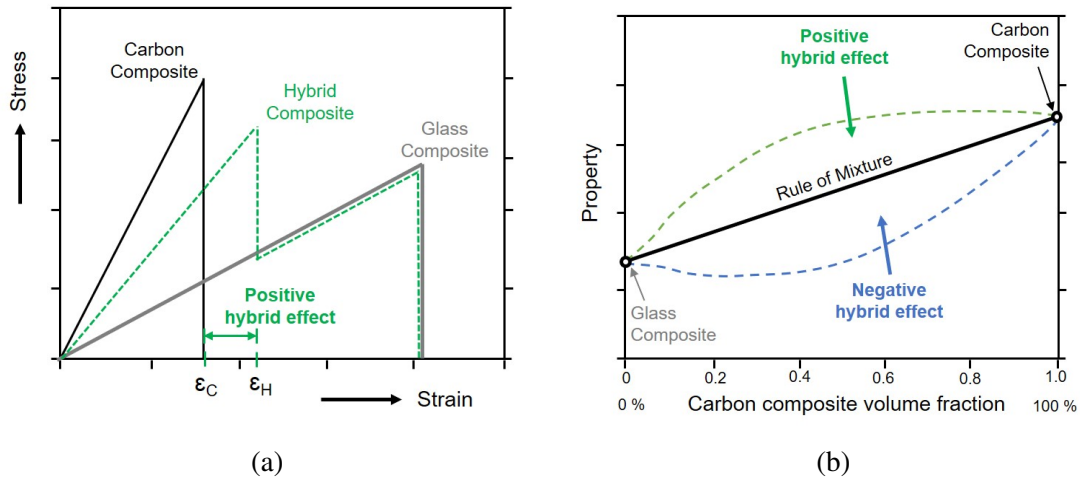 Stress
Carbon
Composite
Hybrid
Composite
Glass
Composite
Positive
hybrid effect
εC
εH
Strain
(a)
Property
Positive
hybrid effect
Carbon
Composite
Rule of Mixture
Glass
Composite
Negative
hybrid effect
0 0.2 0.4 0.6 0.8 1.0
0 % Carbon composite volume fraction 100 %
(b)